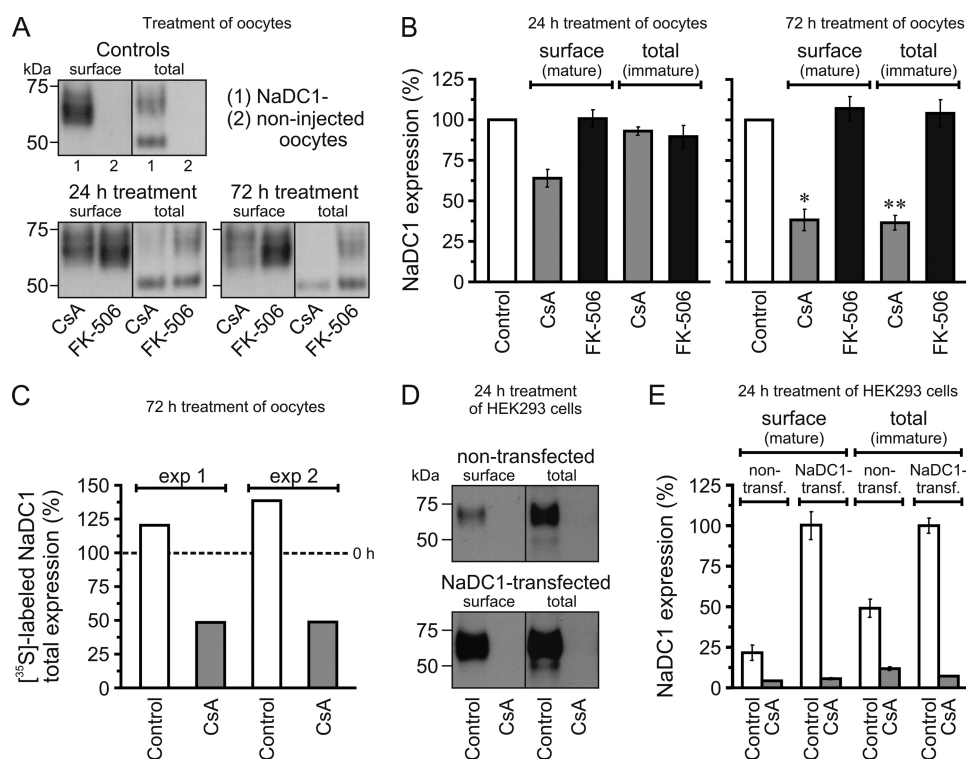 A
Treatment of oocytes
Controls
kDa
surface total
75
50
1 2 1 2
(1) NaDC1-
(2) non-injected
oocytes
24 h treatment 72 h treatment
surface total surface total
75
50
CsA FK-506 CsA FK-506 CsA FK-506 CsA FK-506
B
24 h treatment of oocytes 72 h treatment of oocytes
surface total surface total
(mature) (immature) (mature) (immature)
NaDC1 expression (%)
125
100
75
50
25
0
* **
Control CsA FK-506 CsA FK-506 Control CsA FK-506 CsA FK-506
C
72 h treatment of oocytes
exp 1 exp 2
[35S]-labeled NaDC1
total expression (%)
150
125
100
75
50
25
0
0 h
Control CsA Control CsA
D
24 h treatment
of HEK293 cells
non-transfected
kDa
surface total
75
50
NaDC1-transfected
surface total
75
50
Control CsA Control CsA
E
24 h treatment of HEK293 cells
surface total
(mature) (immature)
non- NaDC1- non- NaDC1-
transf. transf. transf. transf.
NaDC1 expression (%)
125
100
75
50
25
0
Control CsA Control CsA Control CsA Control CsA